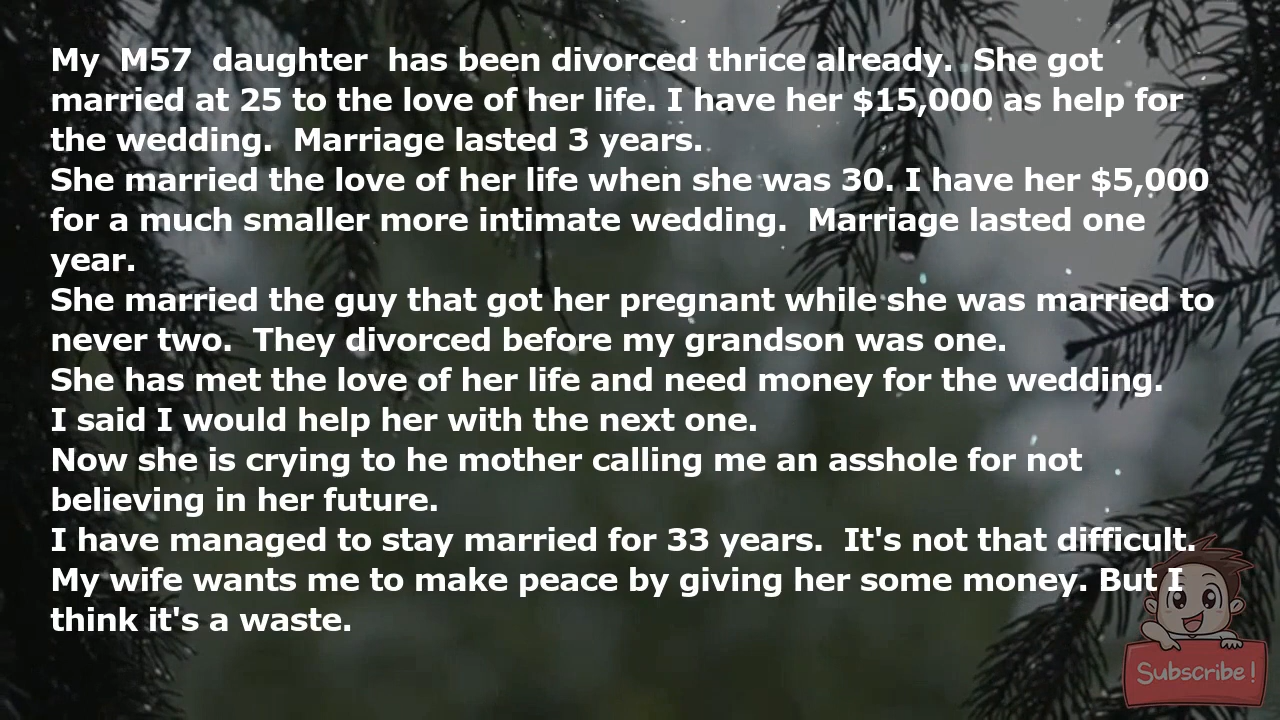 My M57 daughter has been divorced thrice already. She got
married at 25 to the love of her life. I have her $15,000 as help for
the wedding. Marriage lasted 3 years.
She married the love of her life when she was 30. I have her $5,000
for a much smaller more intimate wedding. Marriage lasted one
year.
She married the guy that got her pregnant while she was married to
never two. They divorced before my grandson was one.
She has met the love of her life and need money for the wedding.
I said I would help her with the next one.
Now she is crying to he mother calling me an asshole for not
believing in her future.
I have managed to stay married for 33 years. It's not that difficult.
My wife wants me to make peace by giving her some money. But I
think it's a waste.
Subscribe!